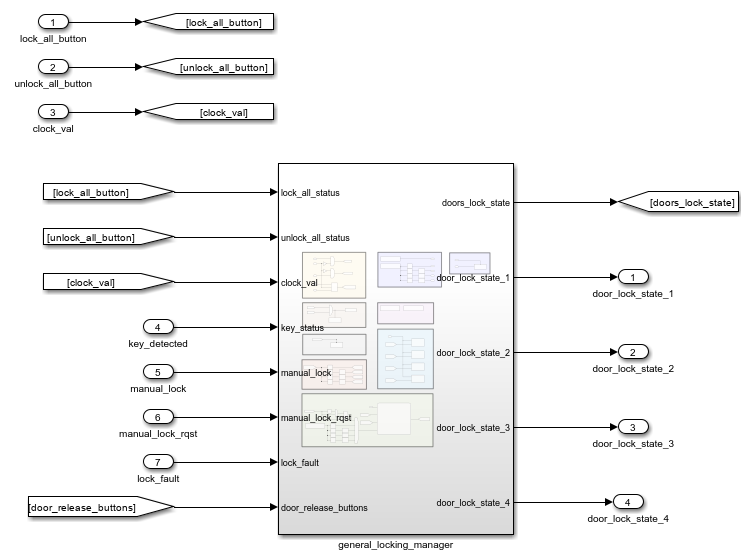 1
[lock_all_button]
lock_all_button
2
[unlock_all_button]
unlock_all_button
3
[clock_val]
clock_val
[lock_all_button]
lock_all_status
doors_lock_state
[doors_lock_state]
[unlock_all_button]
unlock_all_status
[clock_val]
clock_val
door_lock_state_1
1
door_lock_state_1
4
key_status
key_detected
door_lock_state_2
2
door_lock_state_2
5
manual_lock
manual_lock
6
manual_lock_rqst
manual_lock_rqst
door_lock_state_3
3
door_lock_state_3
7
lock_fault
lock_fault
[door_release_buttons]
door_release_buttons
door_lock_state_4
4
door_lock_state_4
general_locking_manager